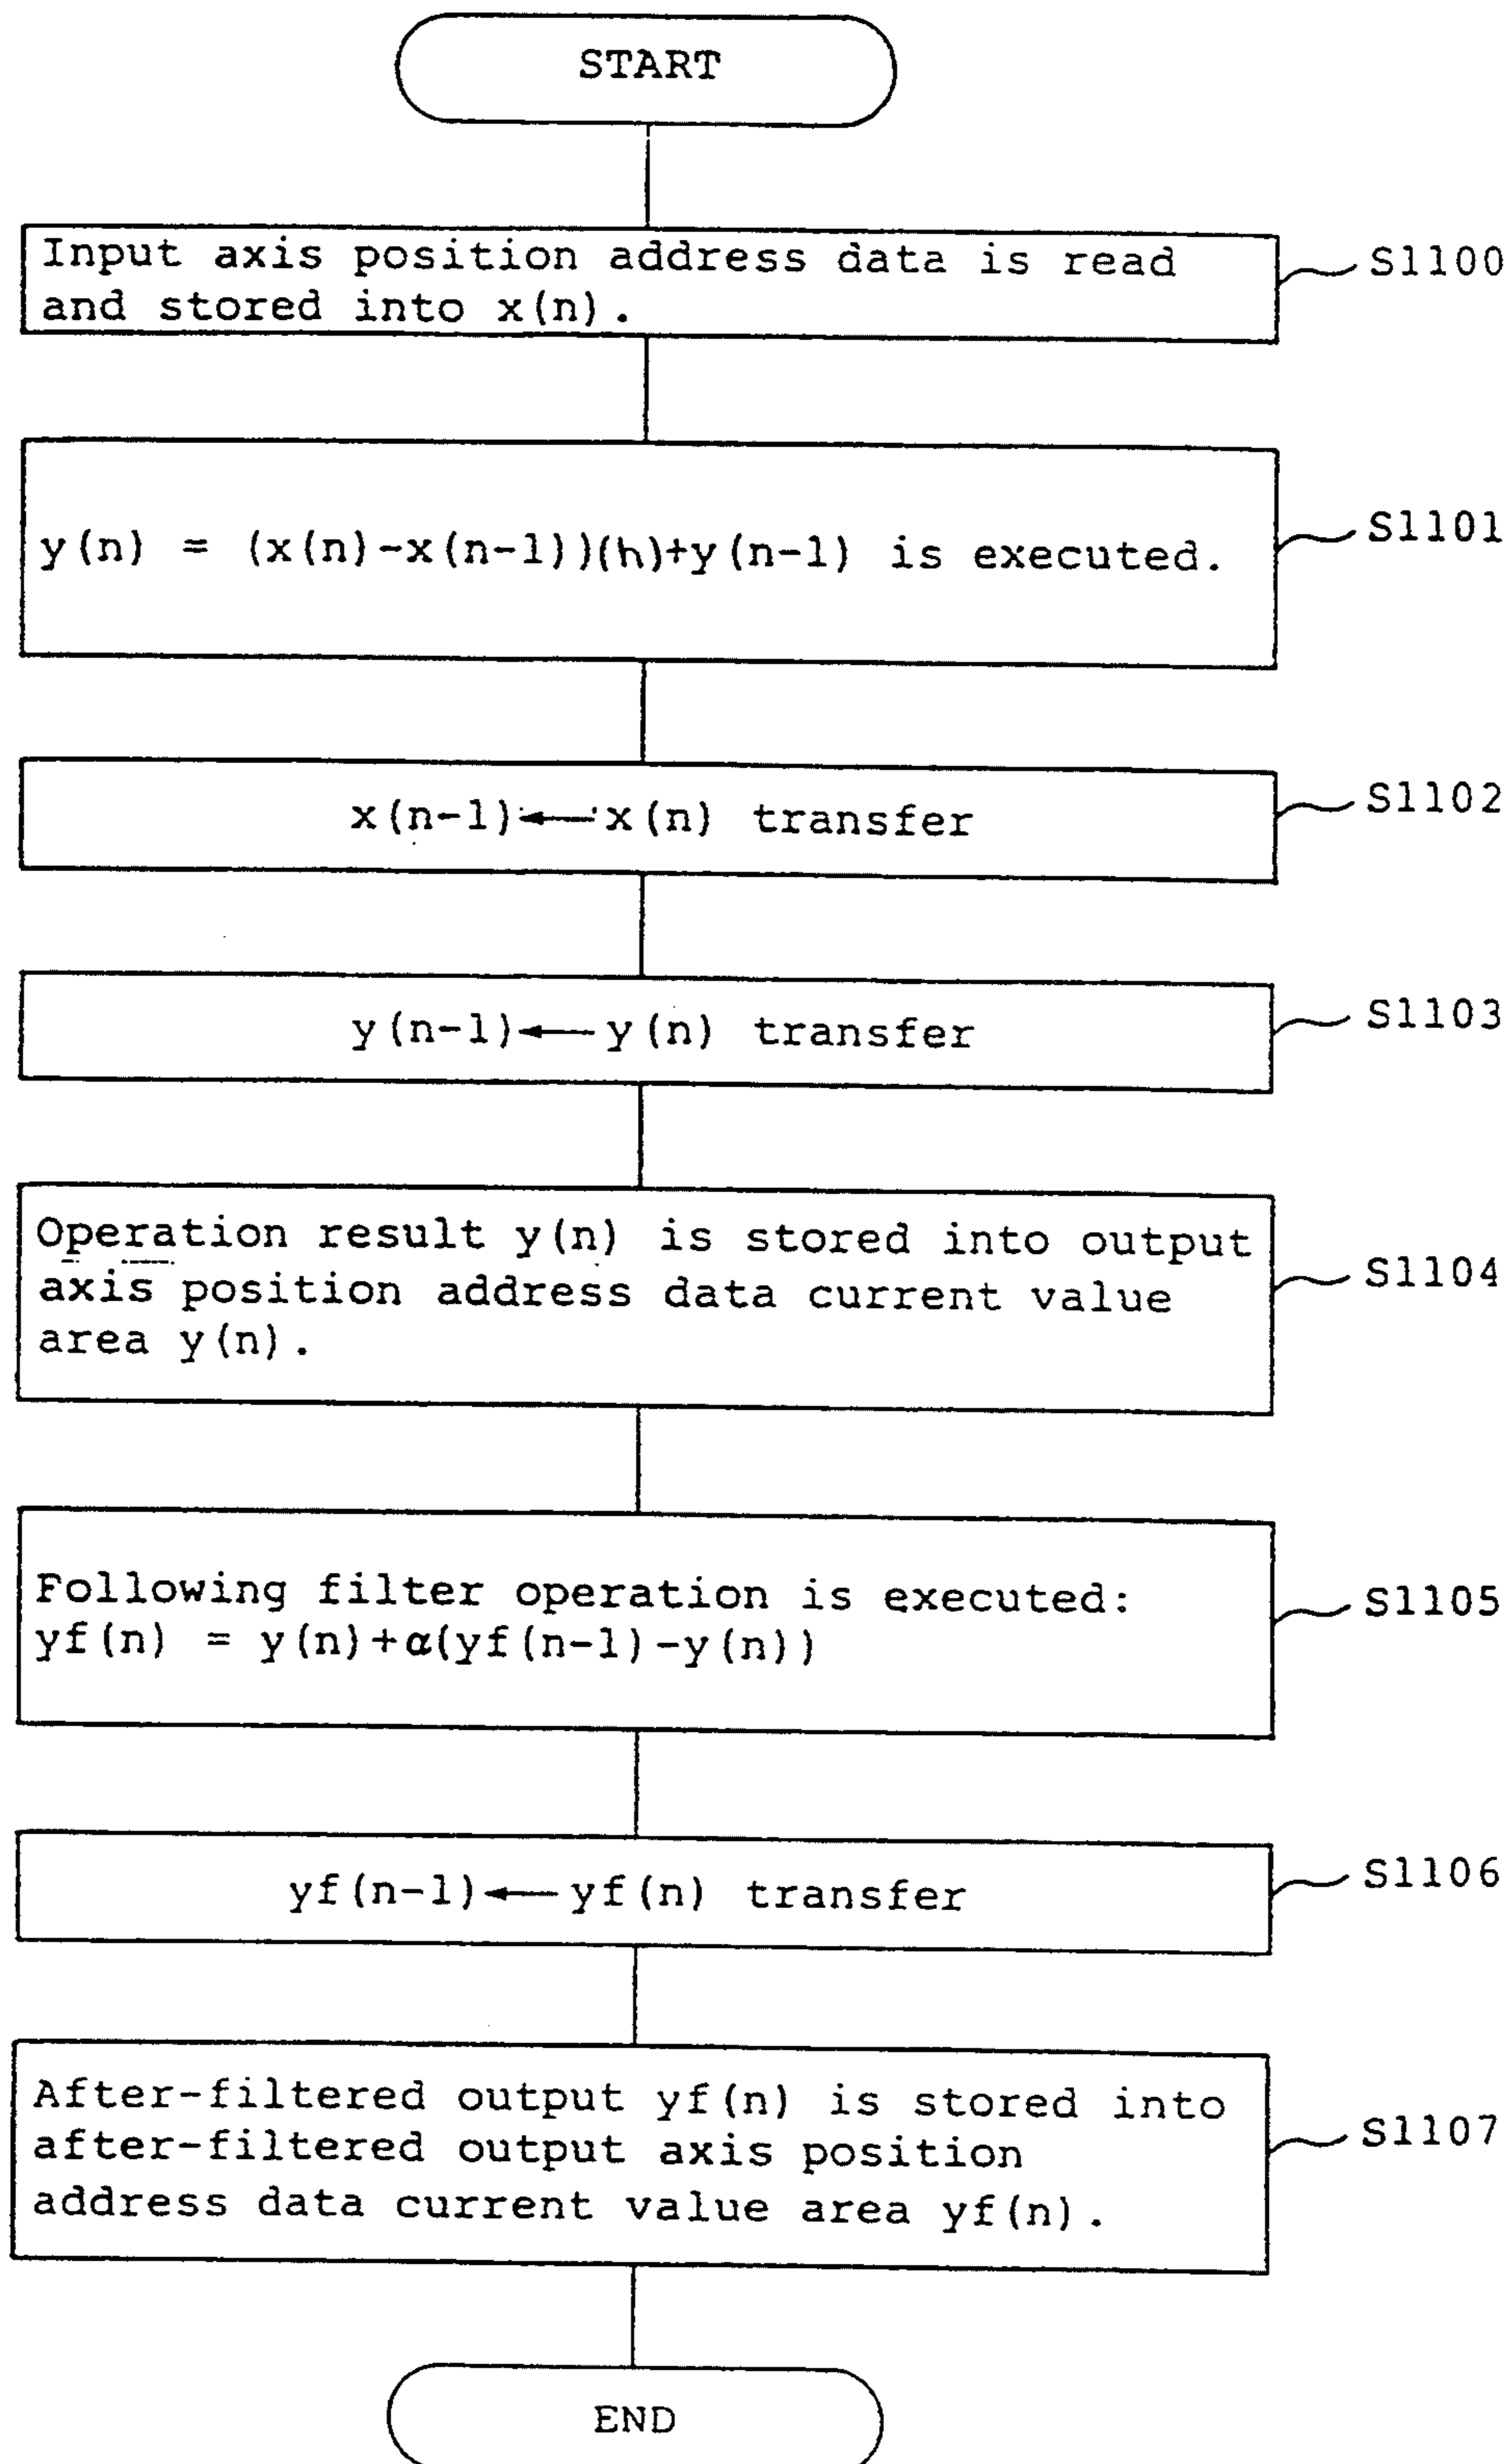 START
Input axis position address data is read
and stored into x(n).
S1100
y(n) = (x(n)-x(n-1))(h)+y(n-1) is executed.
S1101
x(n-1)←x(n) transfer
S1102
y(n-1)←y(n) transfer
S1103
Operation result y(n) is stored into output
axis position address data current value
area y(n).
S1104
Following filter operation is executed:
yf(n) = y(n)+α(yf(n-1)-y(n))
S1105
yf(n-1)←yf(n) transfer
S1106
After-filtered output yf(n) is stored into
after-filtered output axis position
address data current value area yf(n).
S1107
END